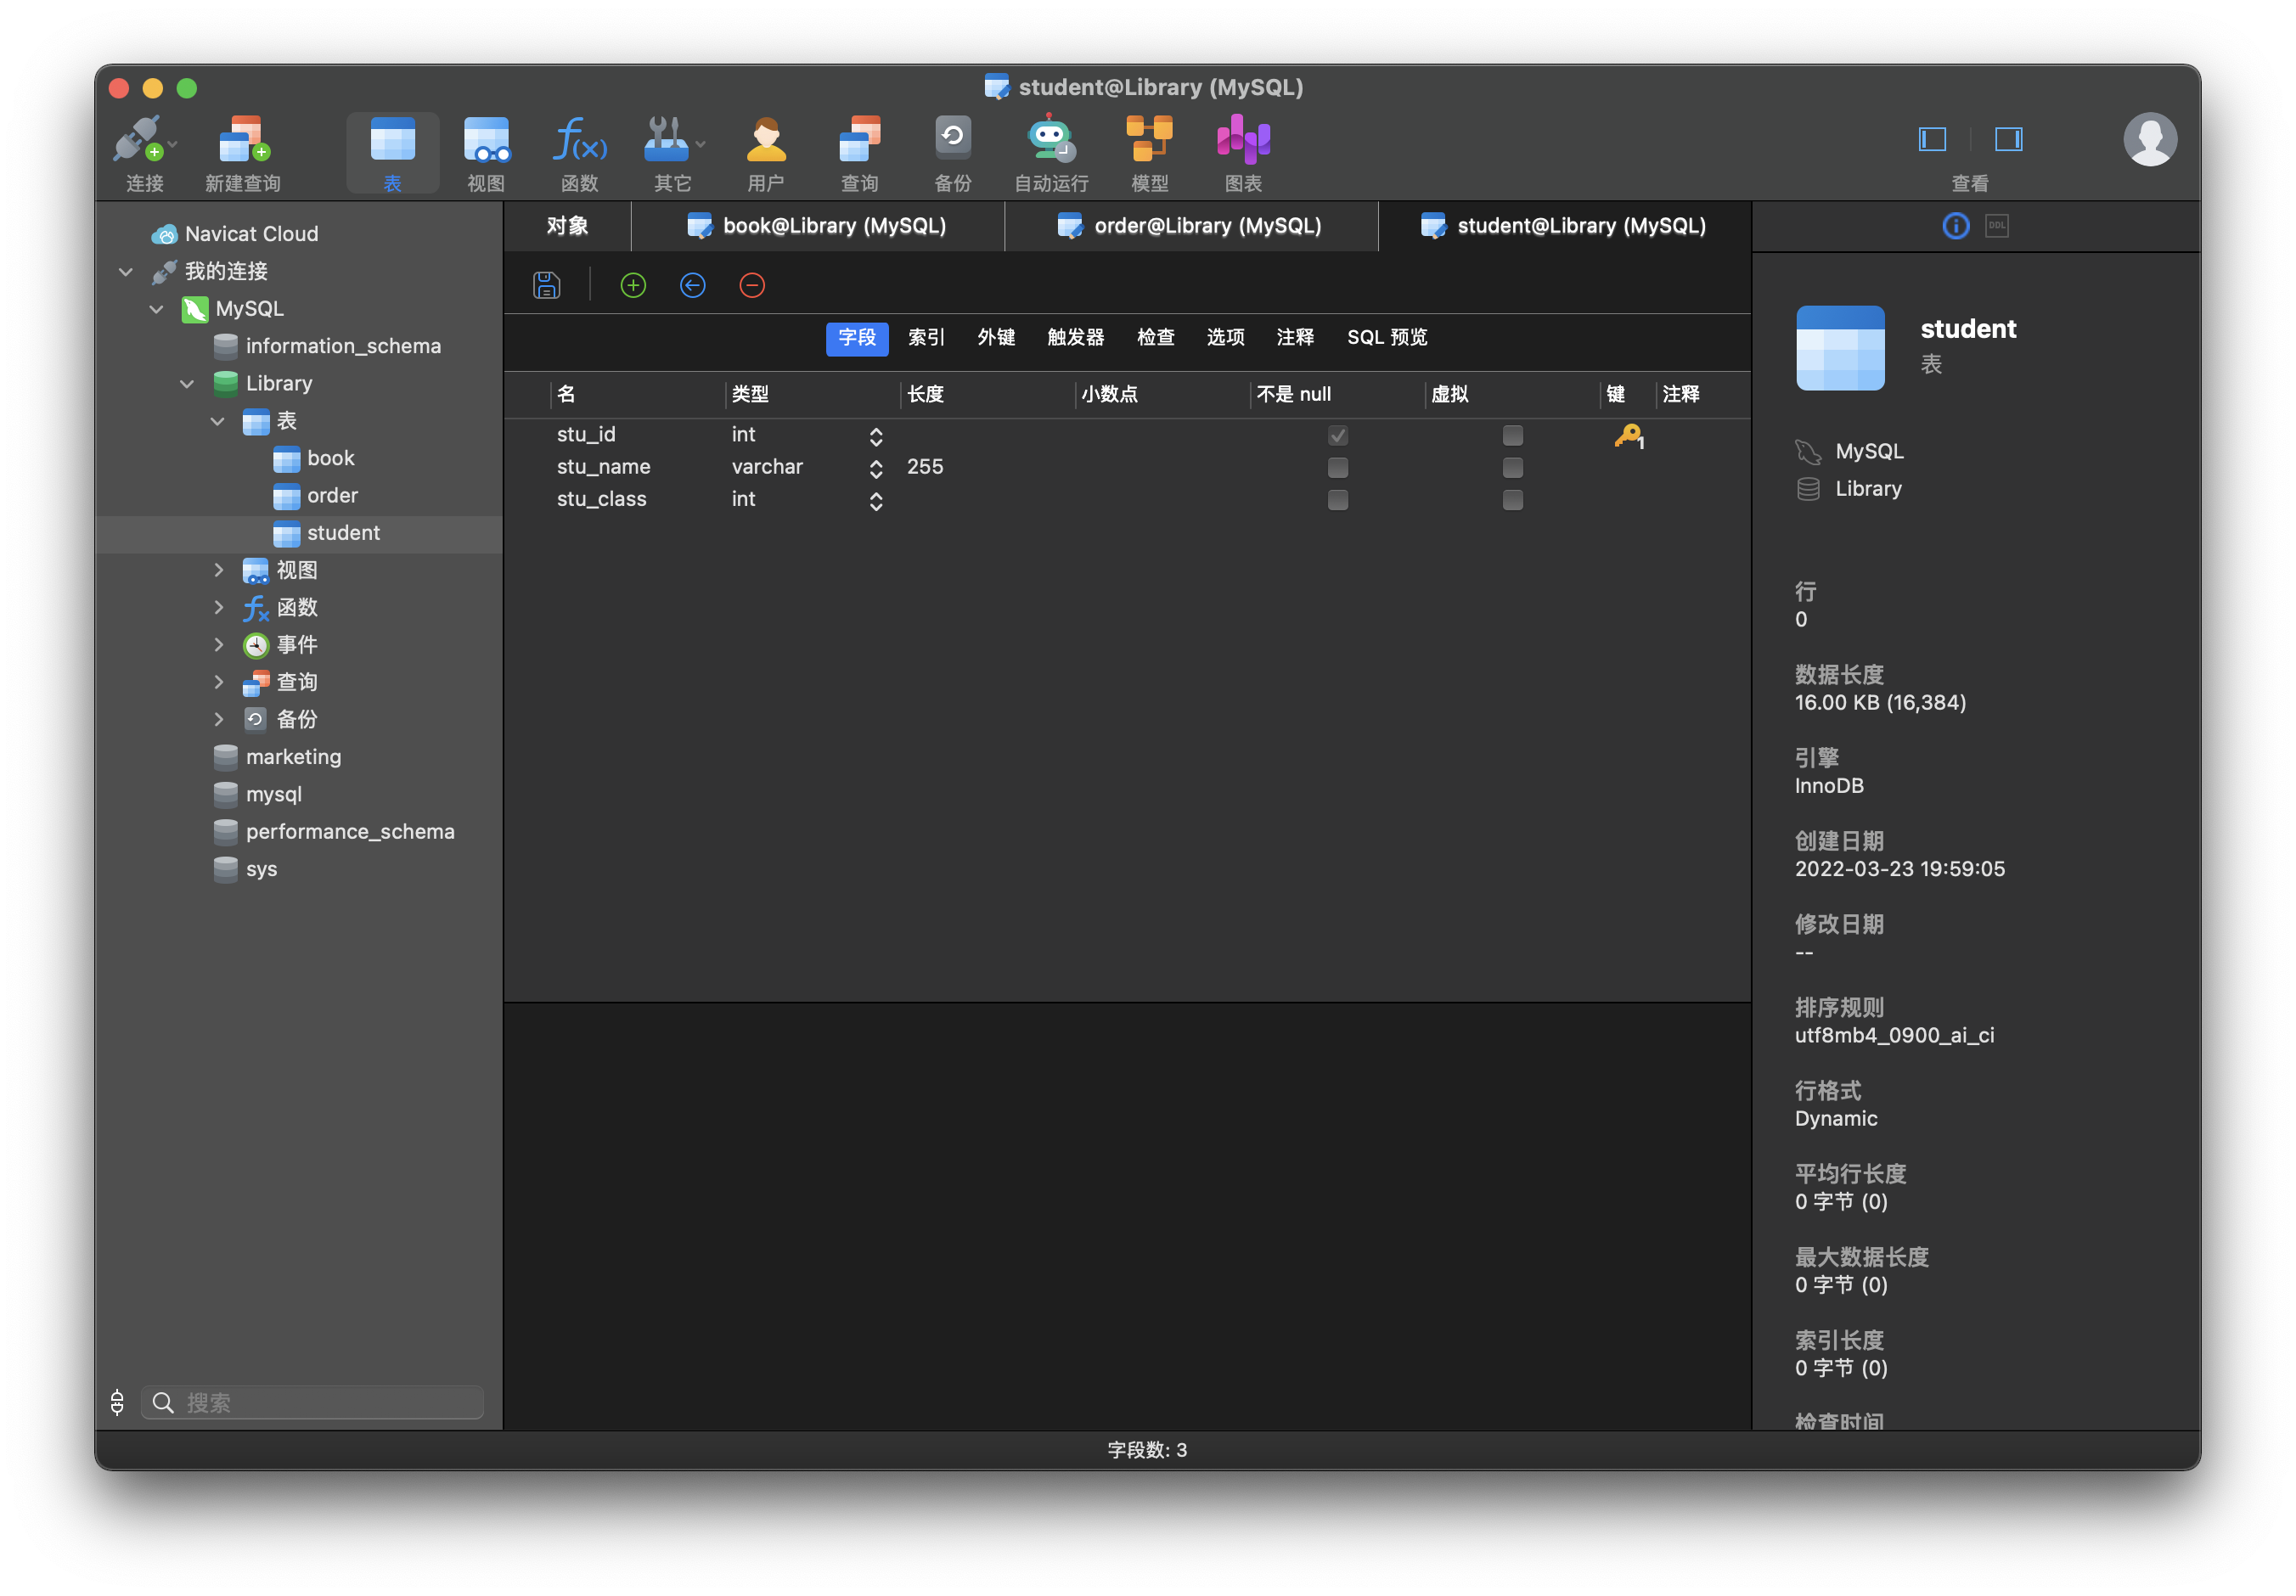 student@Library (MySQL)
连接
新建查询
表
视图
函数
其它
用户
查询
备份
自动运行
模型
图表
查看
Navicat Cloud
我的连接
MySQL
information_schema
Library
表
book
order
student
视图
函数
事件
查询
备份
marketing
mysql
performance_schema
sys
搜索
对象 book@Library (MySQL) order@Library (MySQL) student@Library (MySQL)
字段 索引 外键 触发器 检查 选项 注释 SQL 预览
名 类型 长度 小数点 不是 null 虚拟 键 注释
stu_id int 1
stu_name varchar 255
stu_class int
DDL
student
表
MySQL
Library
行
0
数据长度
16.00 KB (16,384)
引擎
InnoDB
创建日期
2022-03-23 19:59:05
修改日期
--
排序规则
utf8mb4_0900_ai_ci
行格式
Dynamic
平均行长度
0 字节 (0)
最大数据长度
0 字节 (0)
索引长度
0 字节 (0)
检查时间
字段数: 3